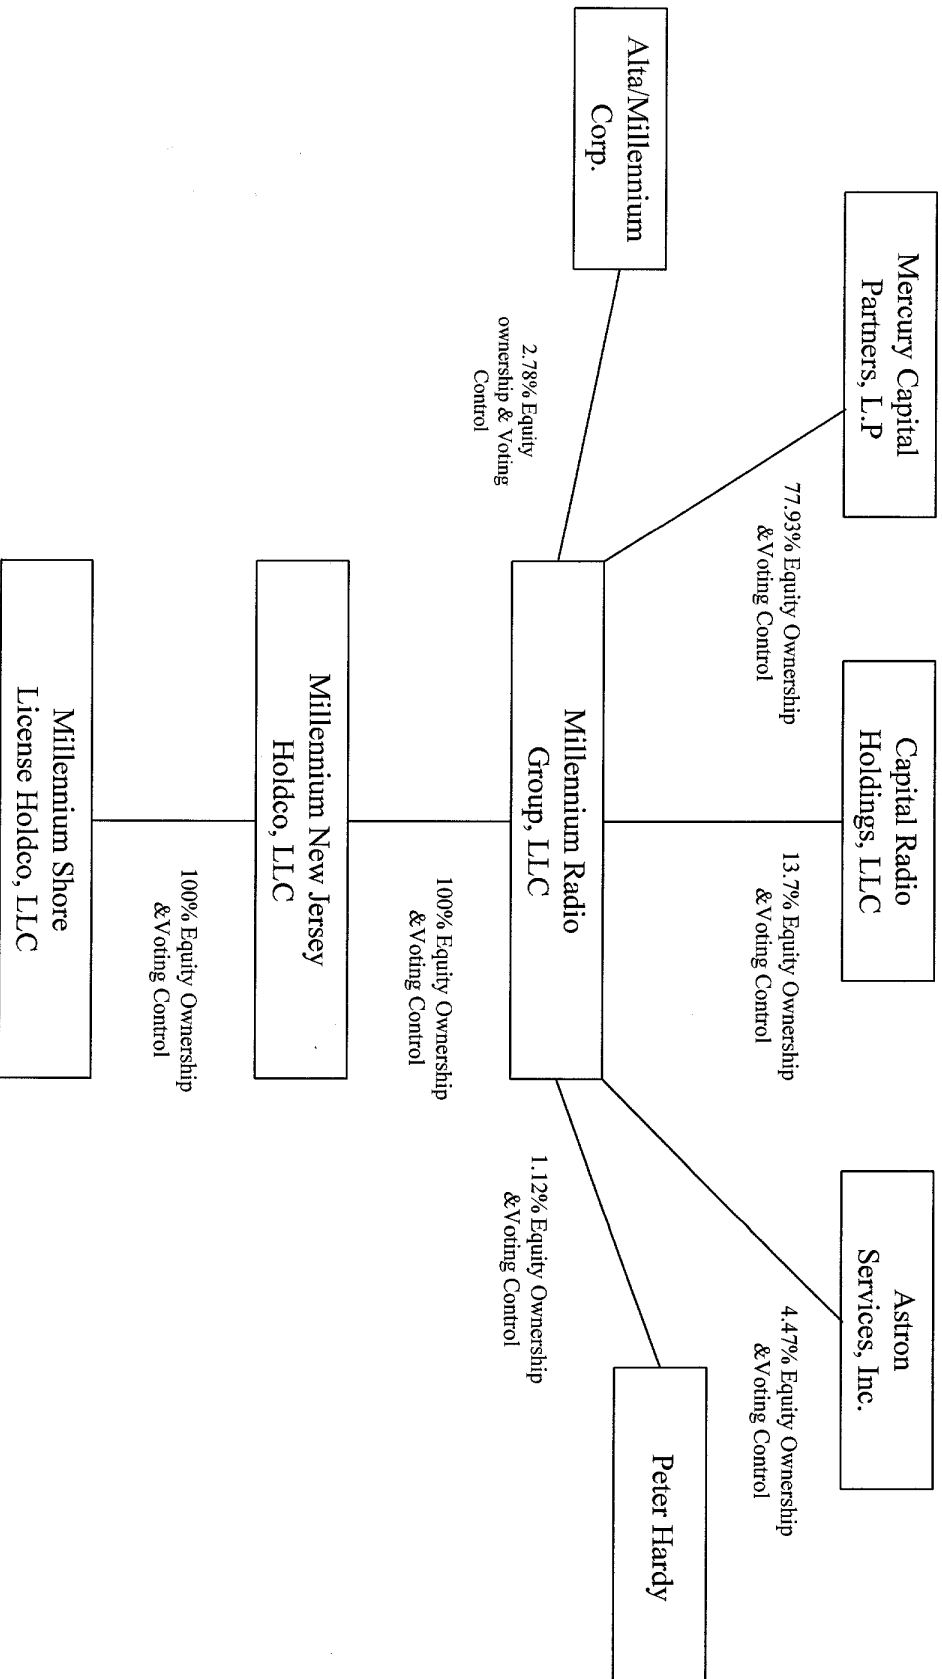 Mercury Capital
Partners, L.P
Capital Radio
Holdings, LLC
Astron
Services, Inc.
77.93% Equity Ownership
&Voting Control
13.7% Equity Ownership
&Voting Control
4.47% Equity Ownership
&Voting Control
Alta/Millennium
Corp.
Peter Hardy
2.78% Equity
ownership & Voting
Control
Millennium Radio
Group, LLC
1.12% Equity Ownership
&Voting Control
100% Equity Ownership
&Voting Control
Millennium New Jersey
Holdco, LLC
100% Equity Ownership
&Voting Control
Millennium Shore
License Holdco, LLC